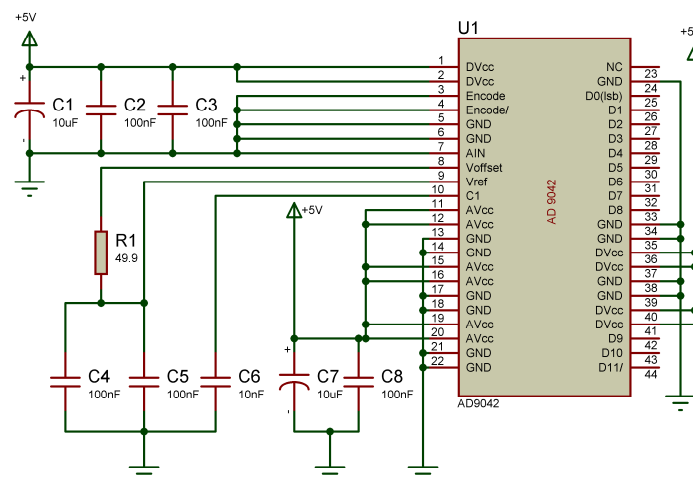 +5V
U1
+5
1 DVcc NC 23
2 DVcc GND 24
3 Encode D0(lsb) 25
4 Encode/ D1 26
5 GND D2 27
6 GND D3 28
7 AIN D4 29
8 Voffset D5 30
9 Vref D6 31
10 C1 D7 32
11 AVcc D8 33
12 AVcc GND 34
13 GND GND 35
14 GND DVcc 36
15 AVcc DVcc 37
16 AVcc GND 38
17 GND GND 39
18 GND DVcc 40
19 AVcc DVcc 41
20 AVcc D9 42
21 GND D10 43
22 GND D11/ 44
AD 9042
AD9042
+
C1
10uF
-
C2
100nF
C3
100nF
R1
49.9
+5V
C4
100nF
C5
100nF
C6
10nF
+
C7
10uF
-
C8
100nF